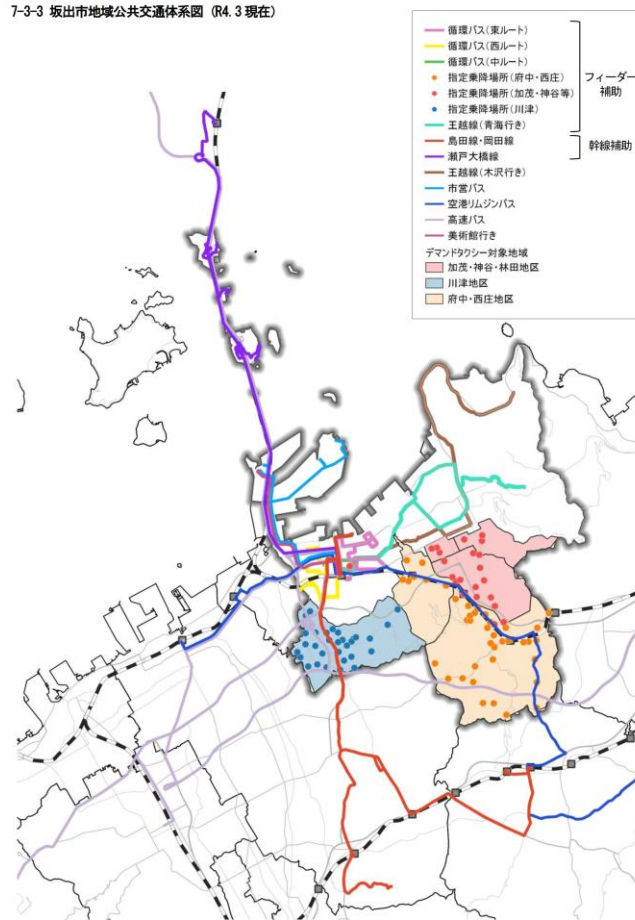 7-3-3 坂出市地域公共交通体系図 (R4.3現在)
循環バス(東ルート)
循環バス(西ルート)
循環バス(中ルート)
指定乗降場所(府中・西庄)
指定乗降場所(加茂・神谷等)
指定乗降場所(川津)
王越線(青海行き)
フィーダー
補助
島田線・岡田線
瀬戸大橋線
幹線補助
王越線(木沢行き)
市営バス
空港リムジンバス
高速バス
美術館行き
デマンドタクシー対象地域
加茂・神谷・林田地区
川津地区
府中・西庄地区